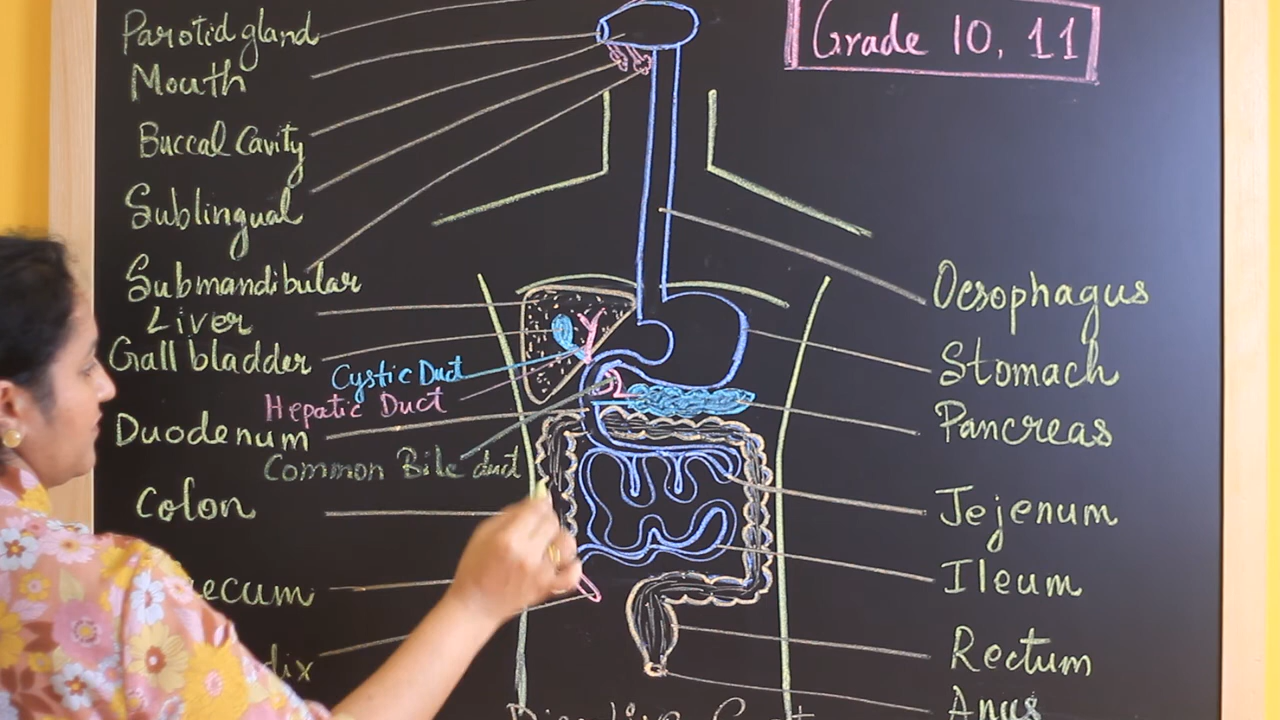 Parotid gland
Mouth
Buccal Cavity
Sublingual
Submandibular
Liver
Gall bladder
Cystic Duct
Hepatic Duct
Duodenum
Common Bile duct
Colon
ecum
dix
Grade 10, 11
Oesophagus
Stomach
Pancreas
Jejenum
Ileum
Rectum
Anus